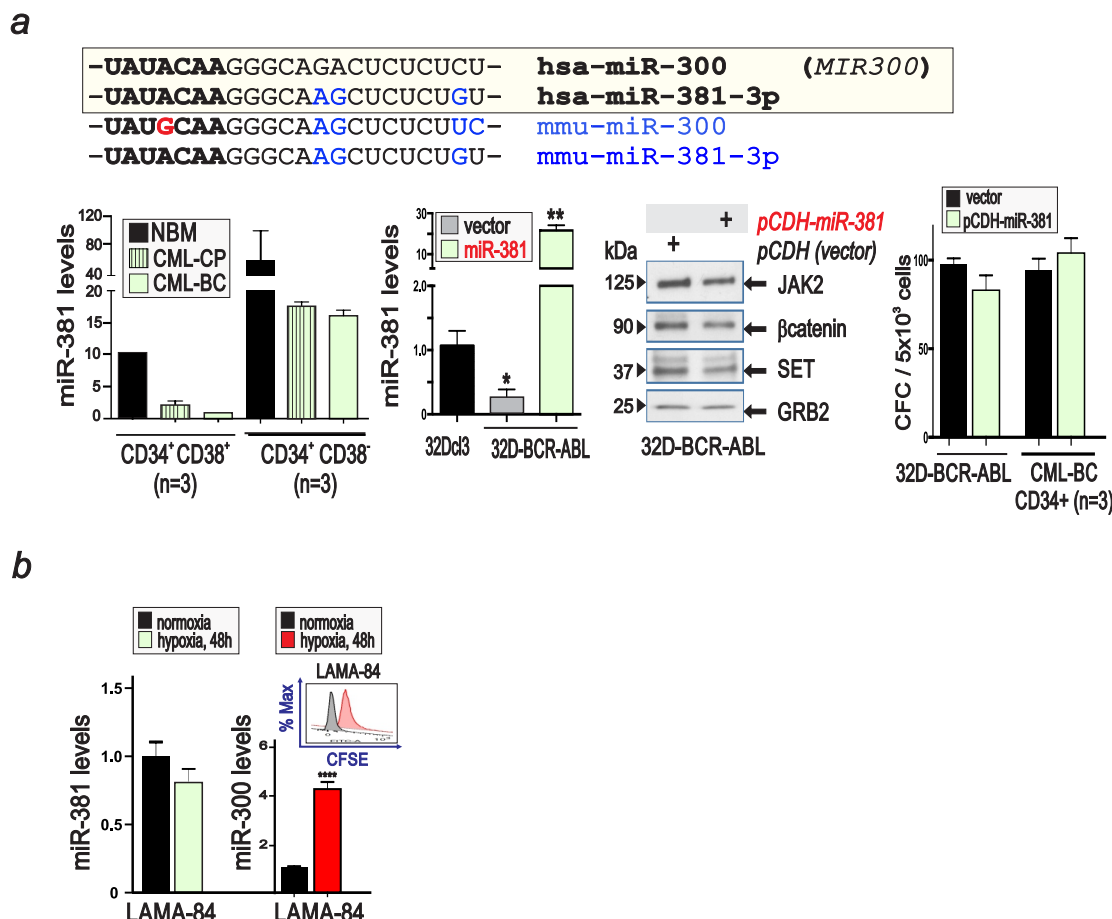 a
–UAUACAAGGGCAGACUCUCUCU– hsa–miR–300 (MIR300)
–UAUACAAGGGCAAGCUCUCUGU– hsa–miR–381–3p
–UAUGCAAGGGCAAGCUCUCUUC– mmu–miR–300
–UAUACAAGGGCAAGCUCUCUGU– mmu–miR–381–3p
miR-381 levels
120
100
80
60
40
20
15
10
5
0
NBM
CML-CP
CML-BC
CD34+ CD38+
(n=3)
CD34+ CD38-
(n=3)
miR-381 levels
30
20
10
2.0
1.0
0.0
vector
miR-381
*
**
32Dcl3
32D-BCR-ABL
+ pCDH-miR-381
+ pCDH (vector)
kDa
125 JAK2
90 βcatenin
37 SET
25 GRB2
32D-BCR-ABL
vector
pCDH-miR-381
CFC / 5x10³ cells
100
50
0
32D-BCR-ABL
CML-BC
CD34+ (n=3)
b
normoxia
hypoxia, 48h
miR-381 levels
1.5
1.0
0.5
0
LAMA-84
normoxia
hypoxia, 48h
LAMA-84
% Max
0
CFSE
miR-300 levels
6
4
2
****
LAMA-84